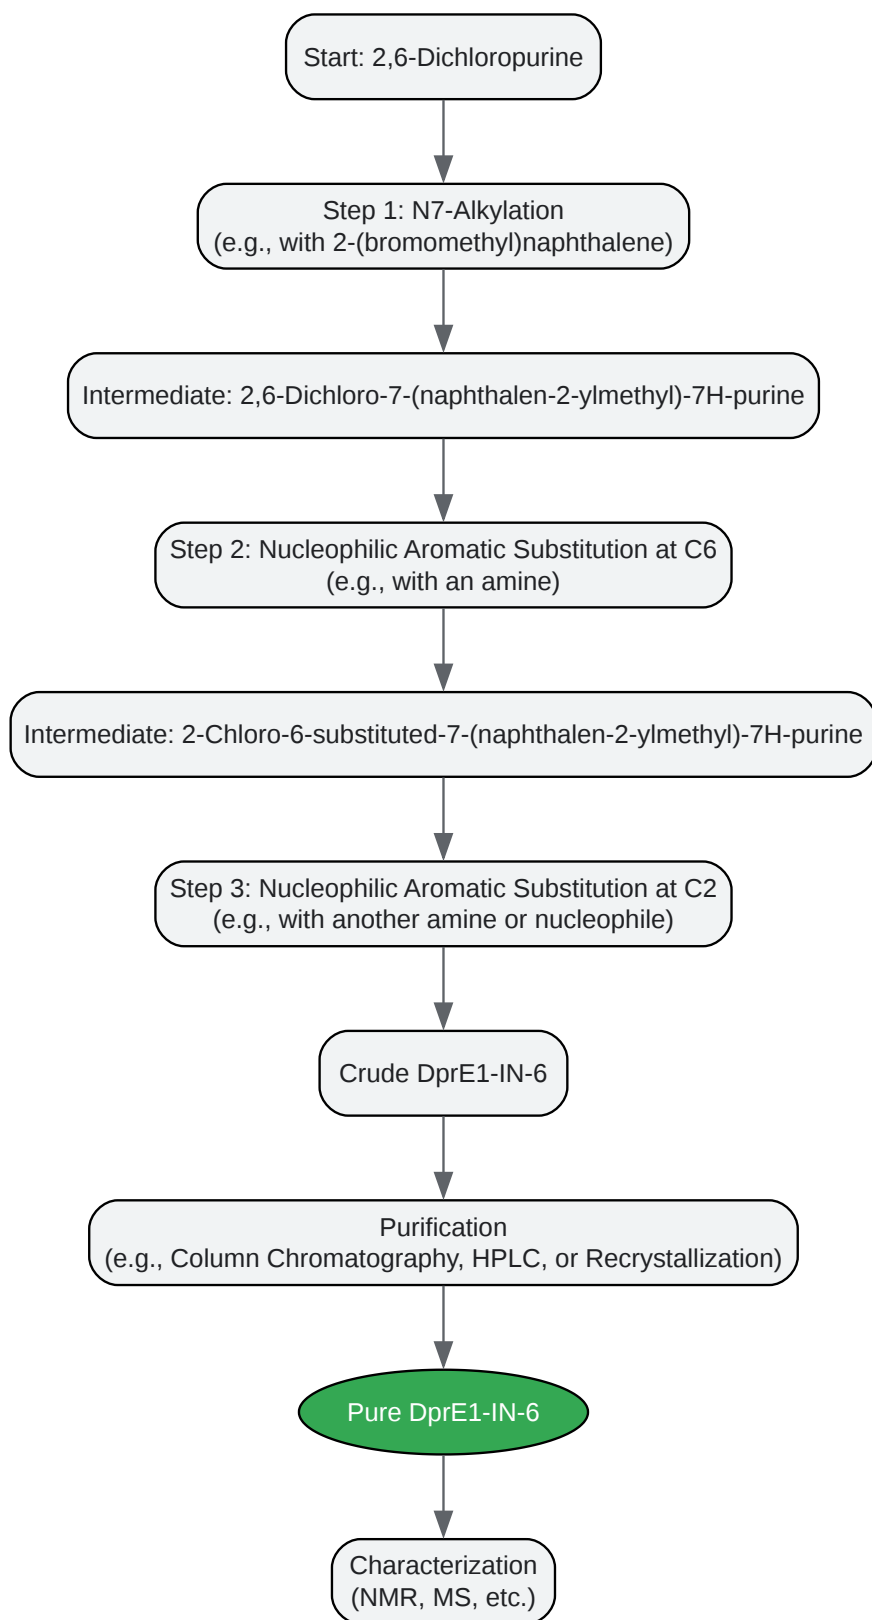 Start: 2,6-Dichloropurine
Step 1: N7-Alkylation
(e.g., with 2-(bromomethyl)naphthalene)
Intermediate: 2,6-Dichloro-7-(naphthalen-2-ylmethyl)-7H-purine
Step 2: Nucleophilic Aromatic Substitution at C6
(e.g., with an amine)
Intermediate: 2-Chloro-6-substituted-7-(naphthalen-2-ylmethyl)-7H-purine
Step 3: Nucleophilic Aromatic Substitution at C2
(e.g., with another amine or nucleophile)
Crude DprE1-IN-6
Purification
(e.g., Column Chromatography, HPLC, or Recrystallization)
Pure DprE1-IN-6
Characterization
(NMR, MS, etc.)